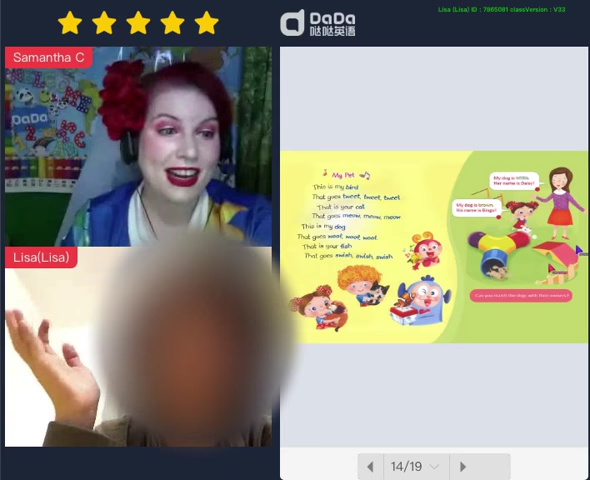 DaDa
哒哒英语
Lisa (Lisa) ID : 7865081 classVersion : V33
Samantha C
DaDa
Lisa(Lisa)
My Pet
This is my bird
That goes tweet, tweet, tweet.
That is your cat
That goes meow, meow, meow
This is my dog
That goes woof, woof, woof.
That is your fish
That goes swish, swish, swish
My dog is white.
Her name is Daisy!
My dog is brown.
His name is Bingo!
Can you match the dogs with their owners?
14/19